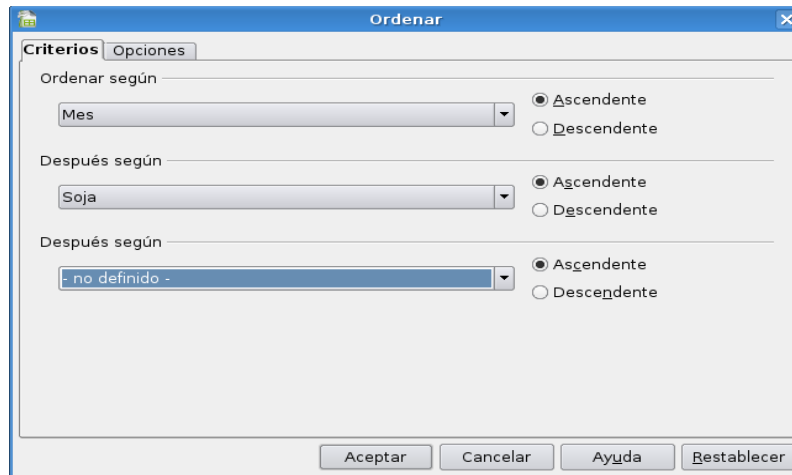 Ordenar
Criterios Opciones
Ordenar según
Mes
Ascendente
Descendente
Después según
Soja
Ascendente
Descendente
Después según
- no definido -
Ascendente
Descendente
Aceptar Cancelar Ayuda Restablecer